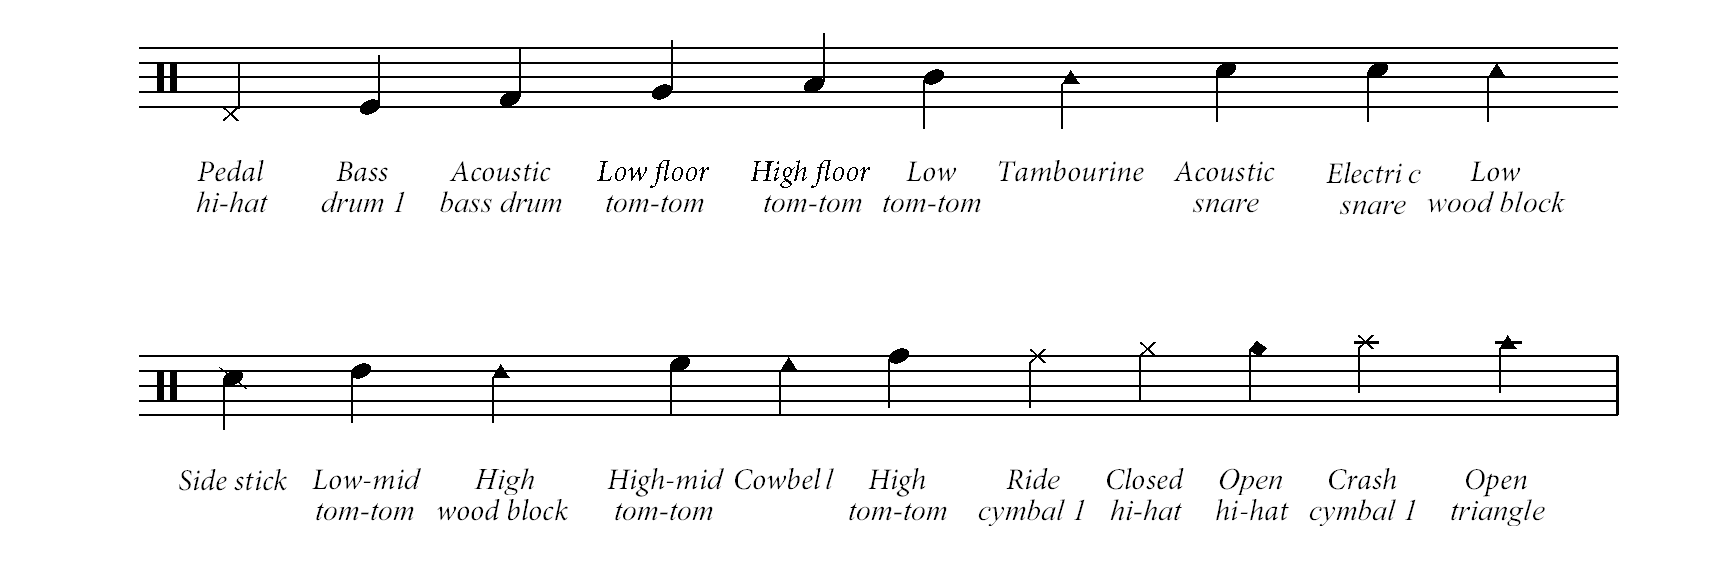 Pedal Bass Acoustic Low floor High floor Low Tambourine Acoustic Electri c Low
hi-hat drum 1 bass drum tom-tom tom-tom tom-tom snare snare wood block
Side stick Low-mid High High-mid Cowbell High Ride Closed Open Crash Open
tom-tom wood block tom-tom tom-tom cymbal 1 hi-hat hi-hat cymbal 1 triangle